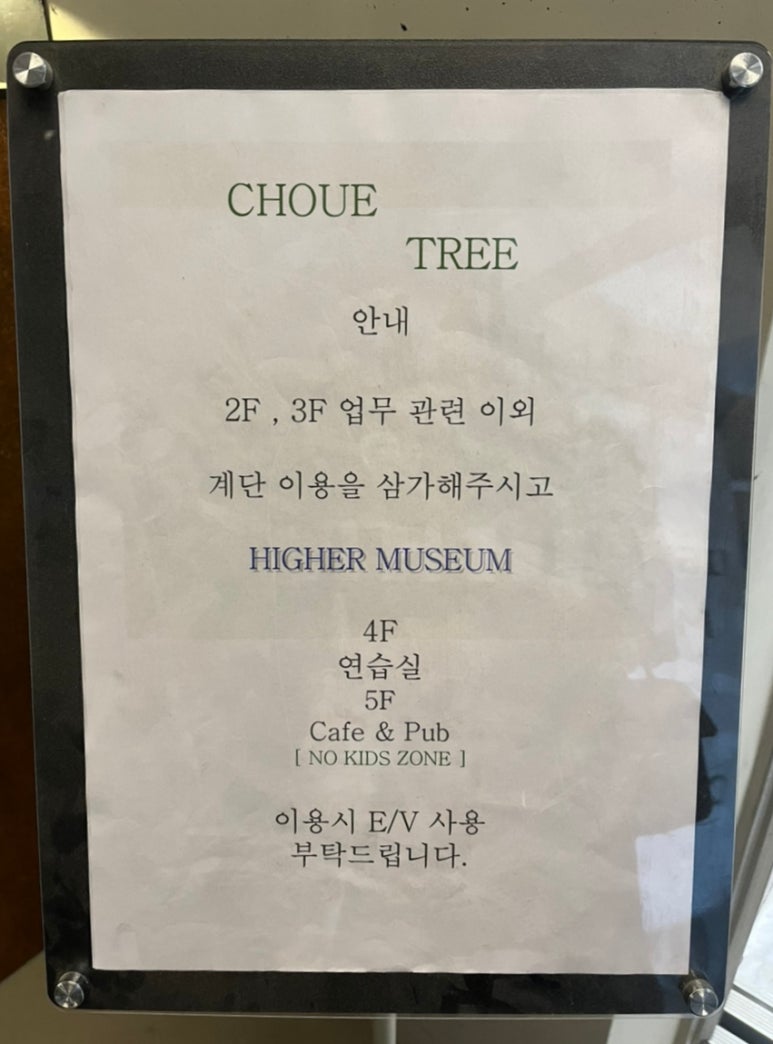 CHOUE
TREE
안내
2F , 3F 업무 관련 이외
계단 이용을 삼가해주시고
HIGHER MUSEUM
4F
연습실
5F
Cafe & Pub
[ NO KIDS ZONE ]
이용시 E/V 사용
부탁드립니다.